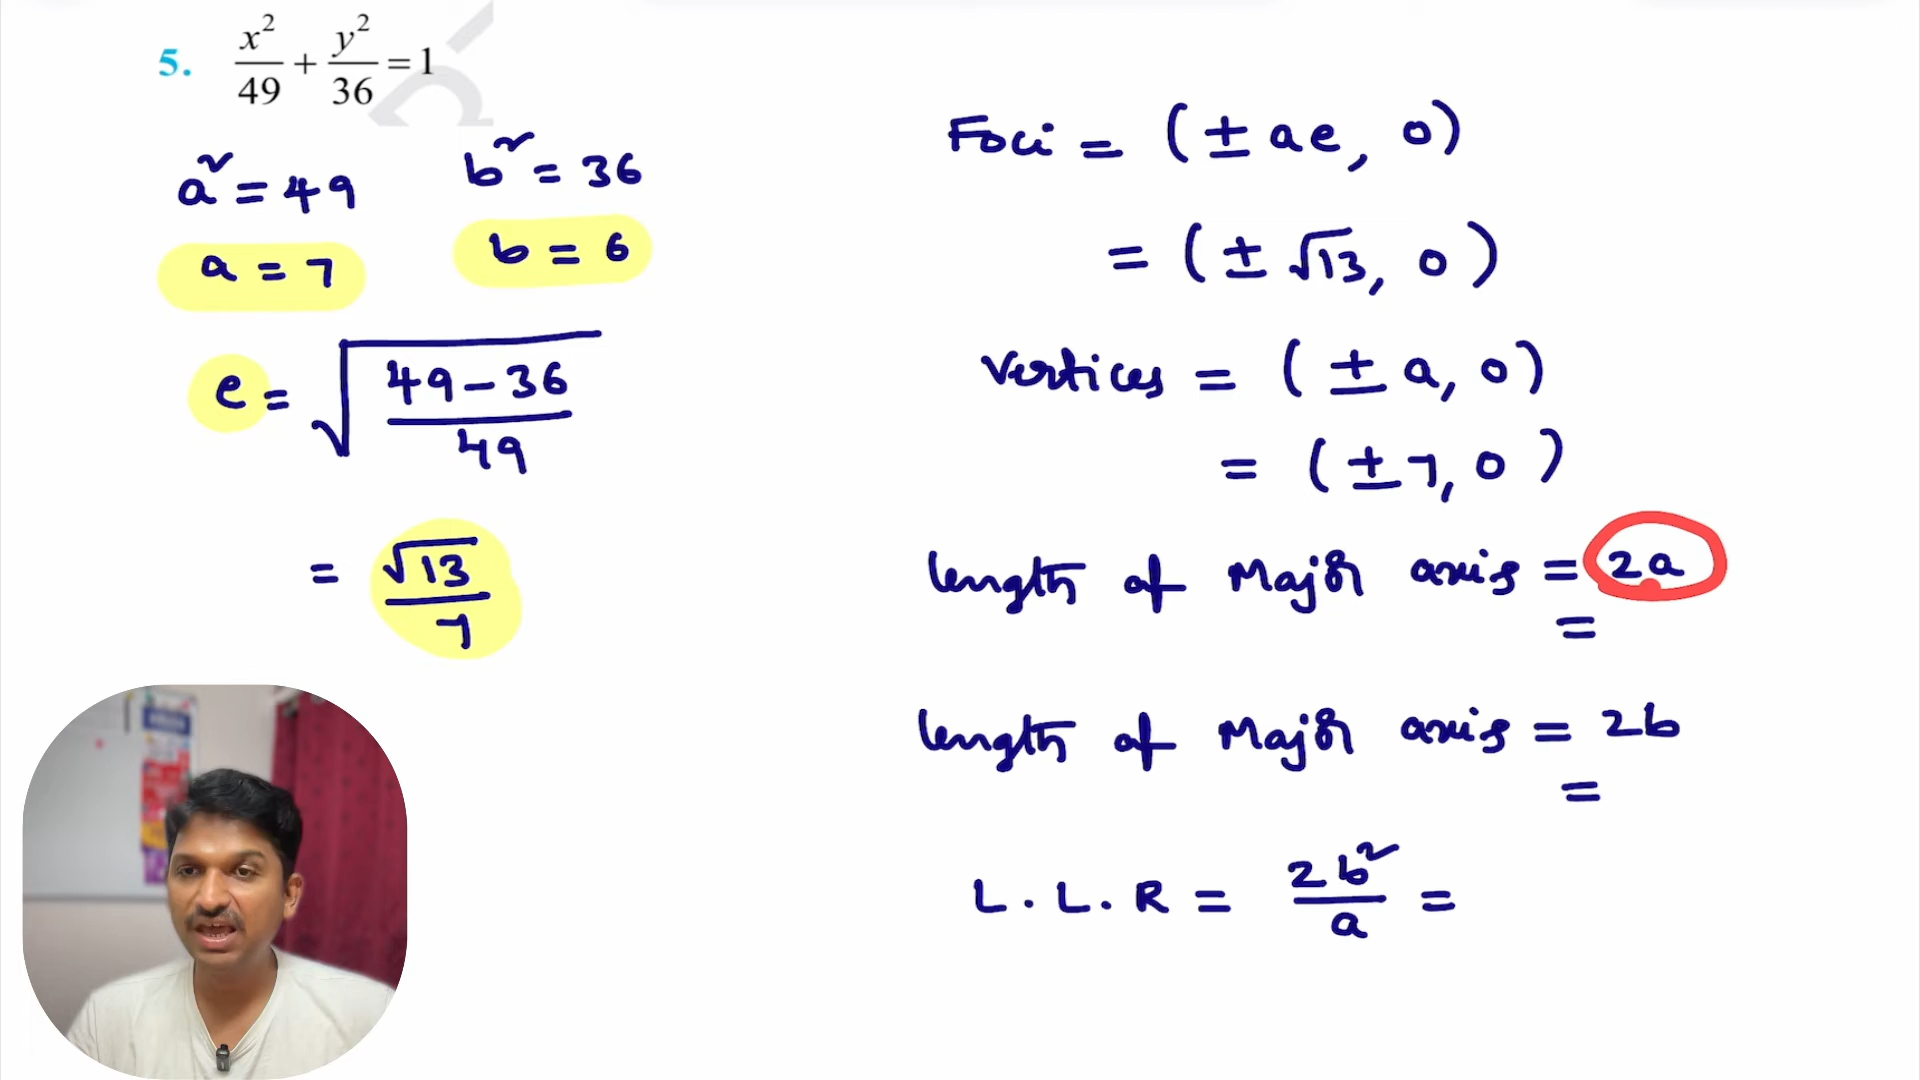 5. x²/49 + y²/36 = 1
a² = 49
b² = 36
a = 7
b = 6
e = √(49 – 36 / 49)
= √13 / 7
Foci = (± ae, 0)
= (± √13, 0)
Vertices = (± a, 0)
= (± 7, 0)
length of Major axis = 2a
=
length of Major axis = 2b
=
L . L . R = 2b²/a =